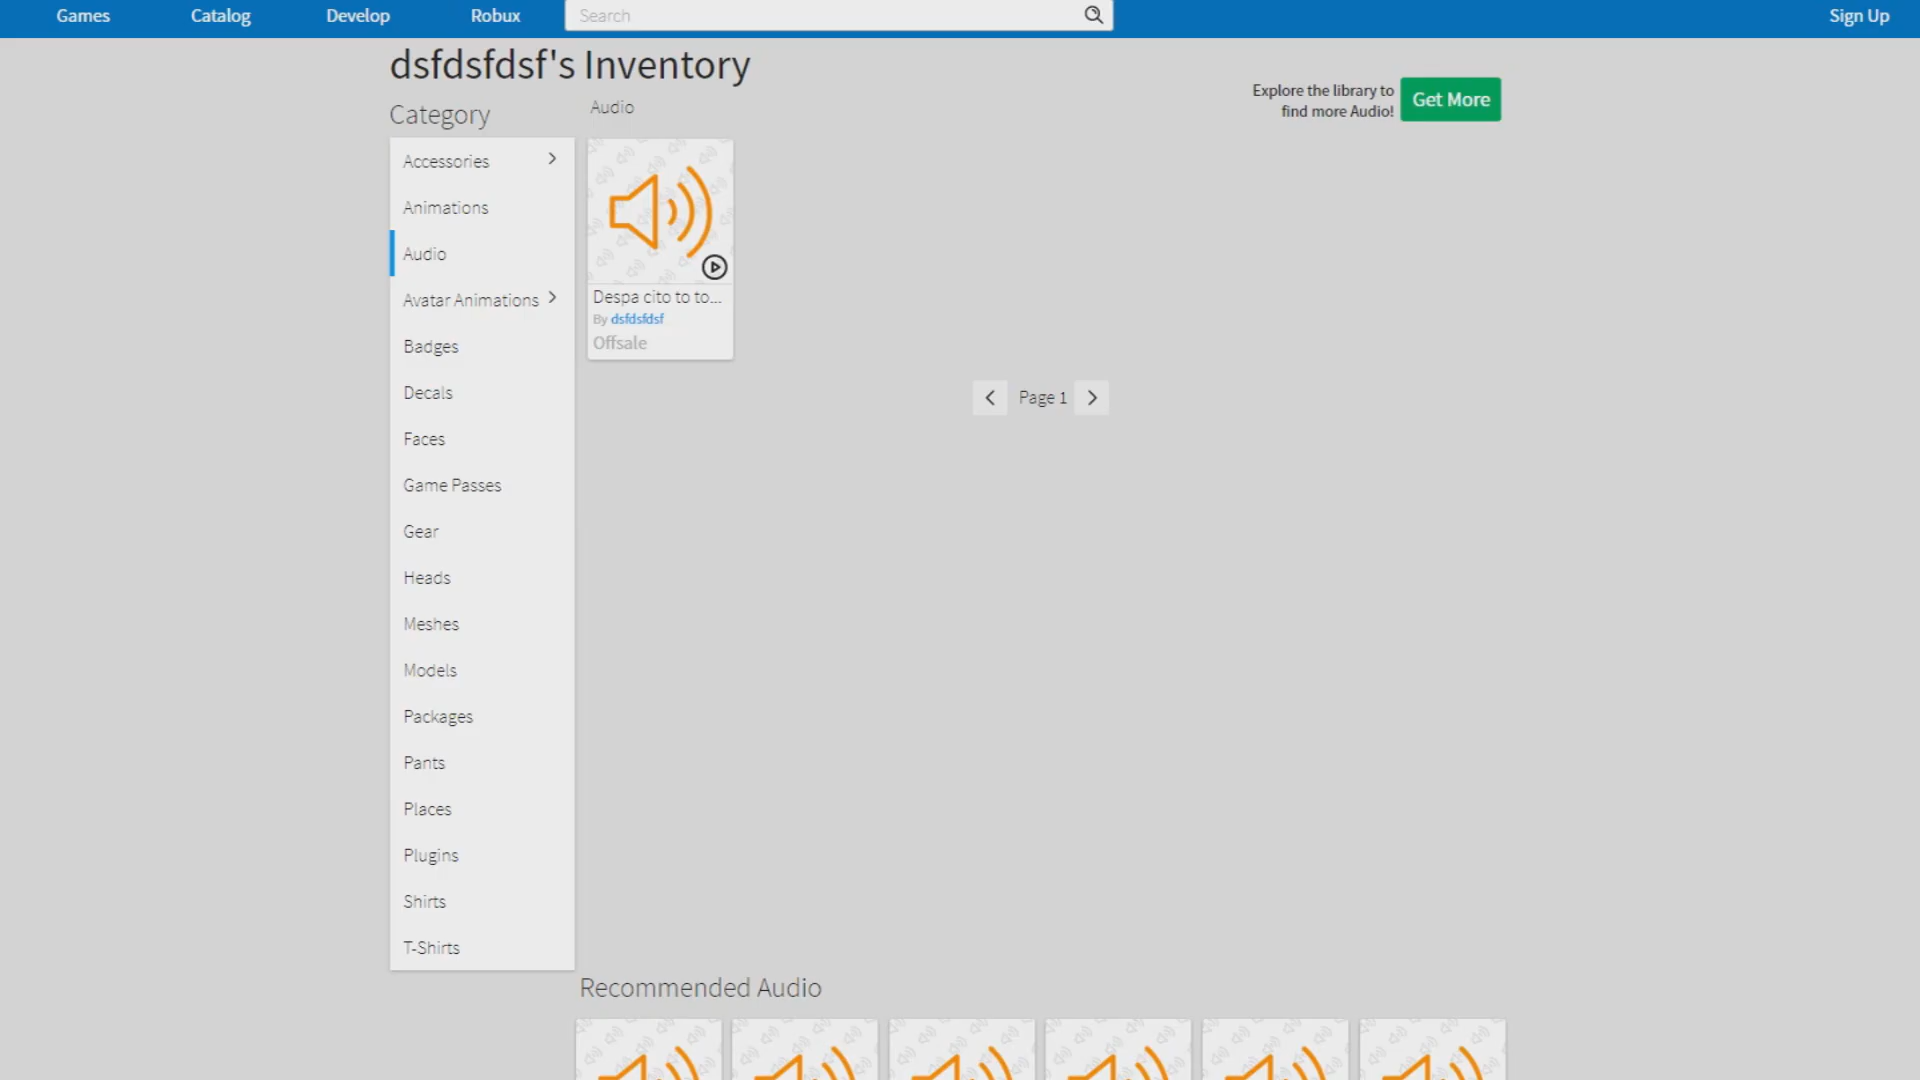 Games
Catalog
Develop
Robux
Search
Sign Up
dsfdsfdsf's Inventory
Category
Audio
Explore the library to
find more Audio!
Get More
Accessories
Animations
Audio
Avatar Animations
Badges
Decals
Faces
Game Passes
Gear
Heads
Meshes
Models
Packages
Pants
Places
Plugins
Shirts
T-Shirts
Despa cito to to...
By dsfdsfdsf
Offsale
Page 1
Recommended Audio